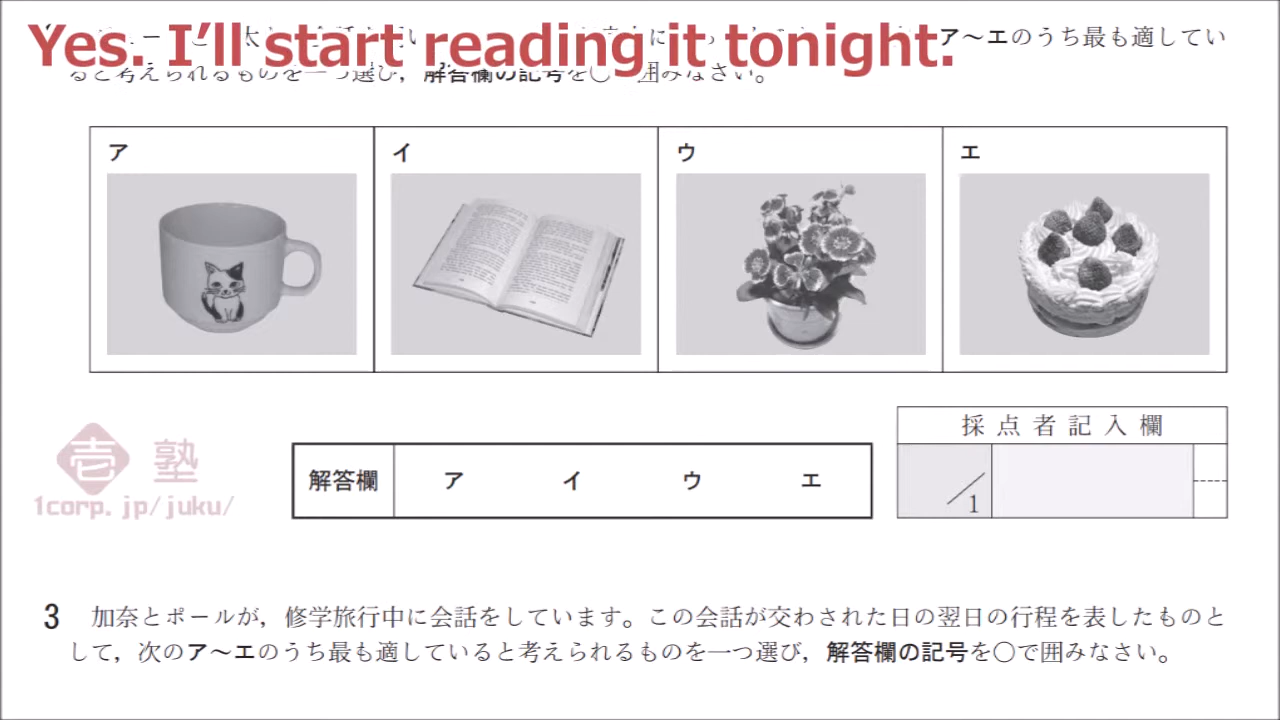 Yes. I'll start reading it tonight.
ア～エのうち最も適してい
ると考えられるものを一つ選び，解答欄の記号を○で囲みなさい。
ア
イ
ウ
エ
採点者記入欄
解答欄 ア イ ウ エ
／1
壱塾
1corp.jp/juku/
3 加奈とポールが，修学旅行中に会話をしています。この会話が交わされた日の翌日の行程を表したものと
して，次のア～エのうち最も適していると考えられるものを一つ選び，解答欄の記号を○で囲みなさい。